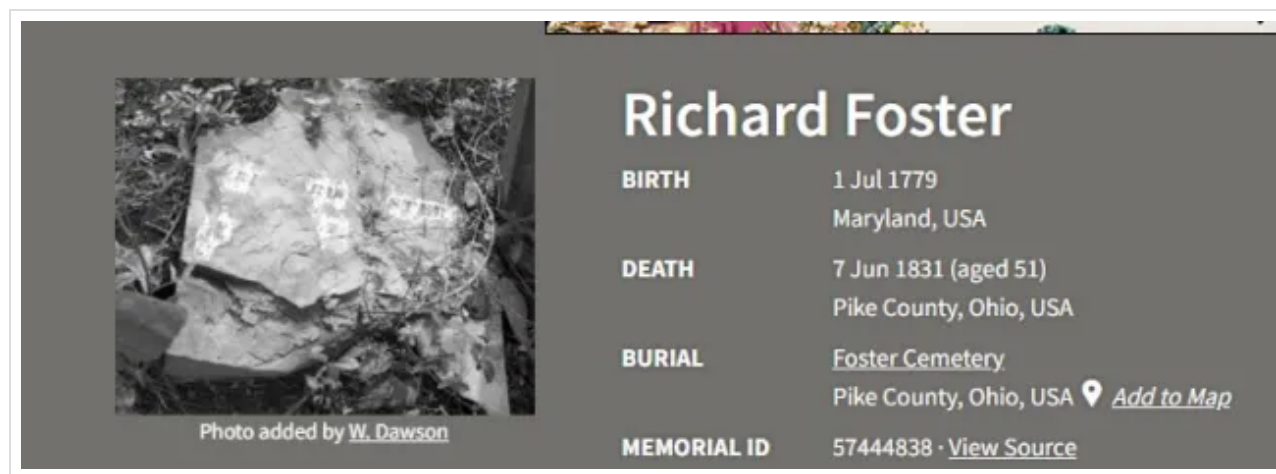 Richard Foster
BIRTH 1 Jul 1779
Maryland, USA
DEATH 7 Jun 1831 (aged 51)
Pike County, Ohio, USA
BURIAL Foster Cemetery
Pike County, Ohio, USA Add to Map
MEMORIAL ID 57444838 · View Source
Photo added by W. Dawson